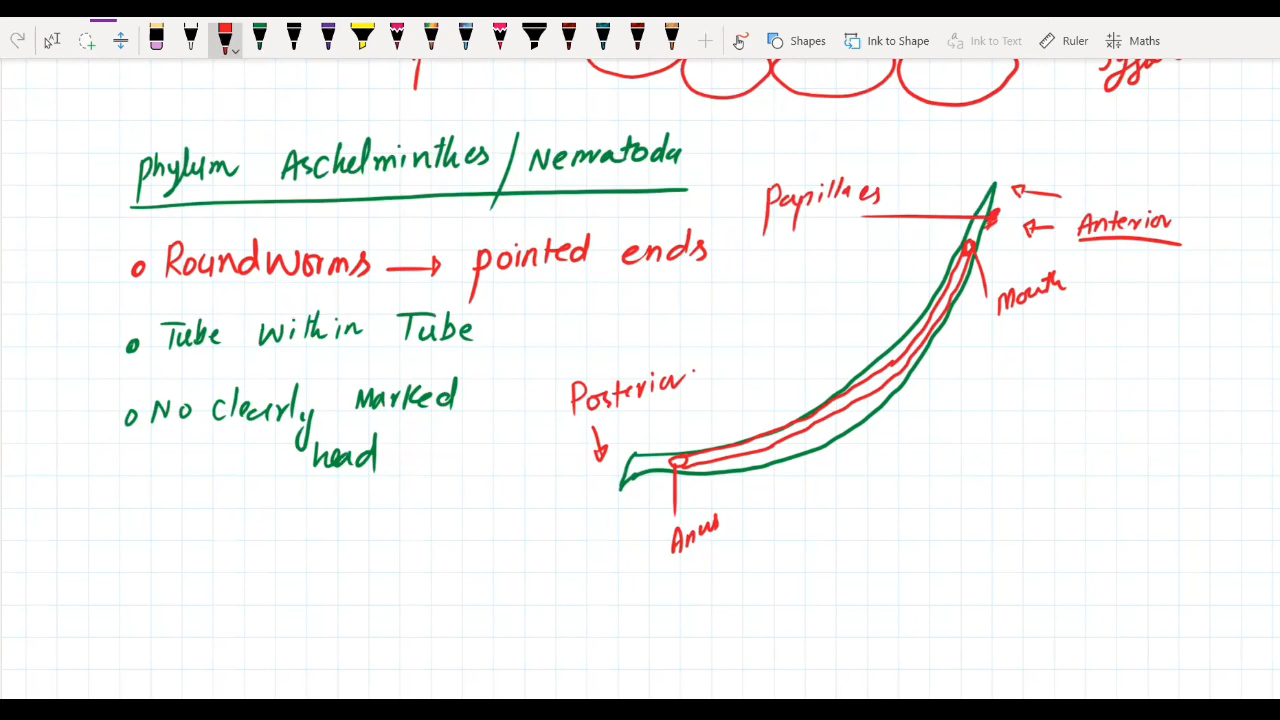 Shapes
Ink to Shape
Ink to Text
Ruler
Maths
Phylum Aschelminthes / Nematoda
Roundworms → pointed ends
Tube within Tube
No clearly marked
head
Papilles
Anterior
Mouth
Posterior
Anus